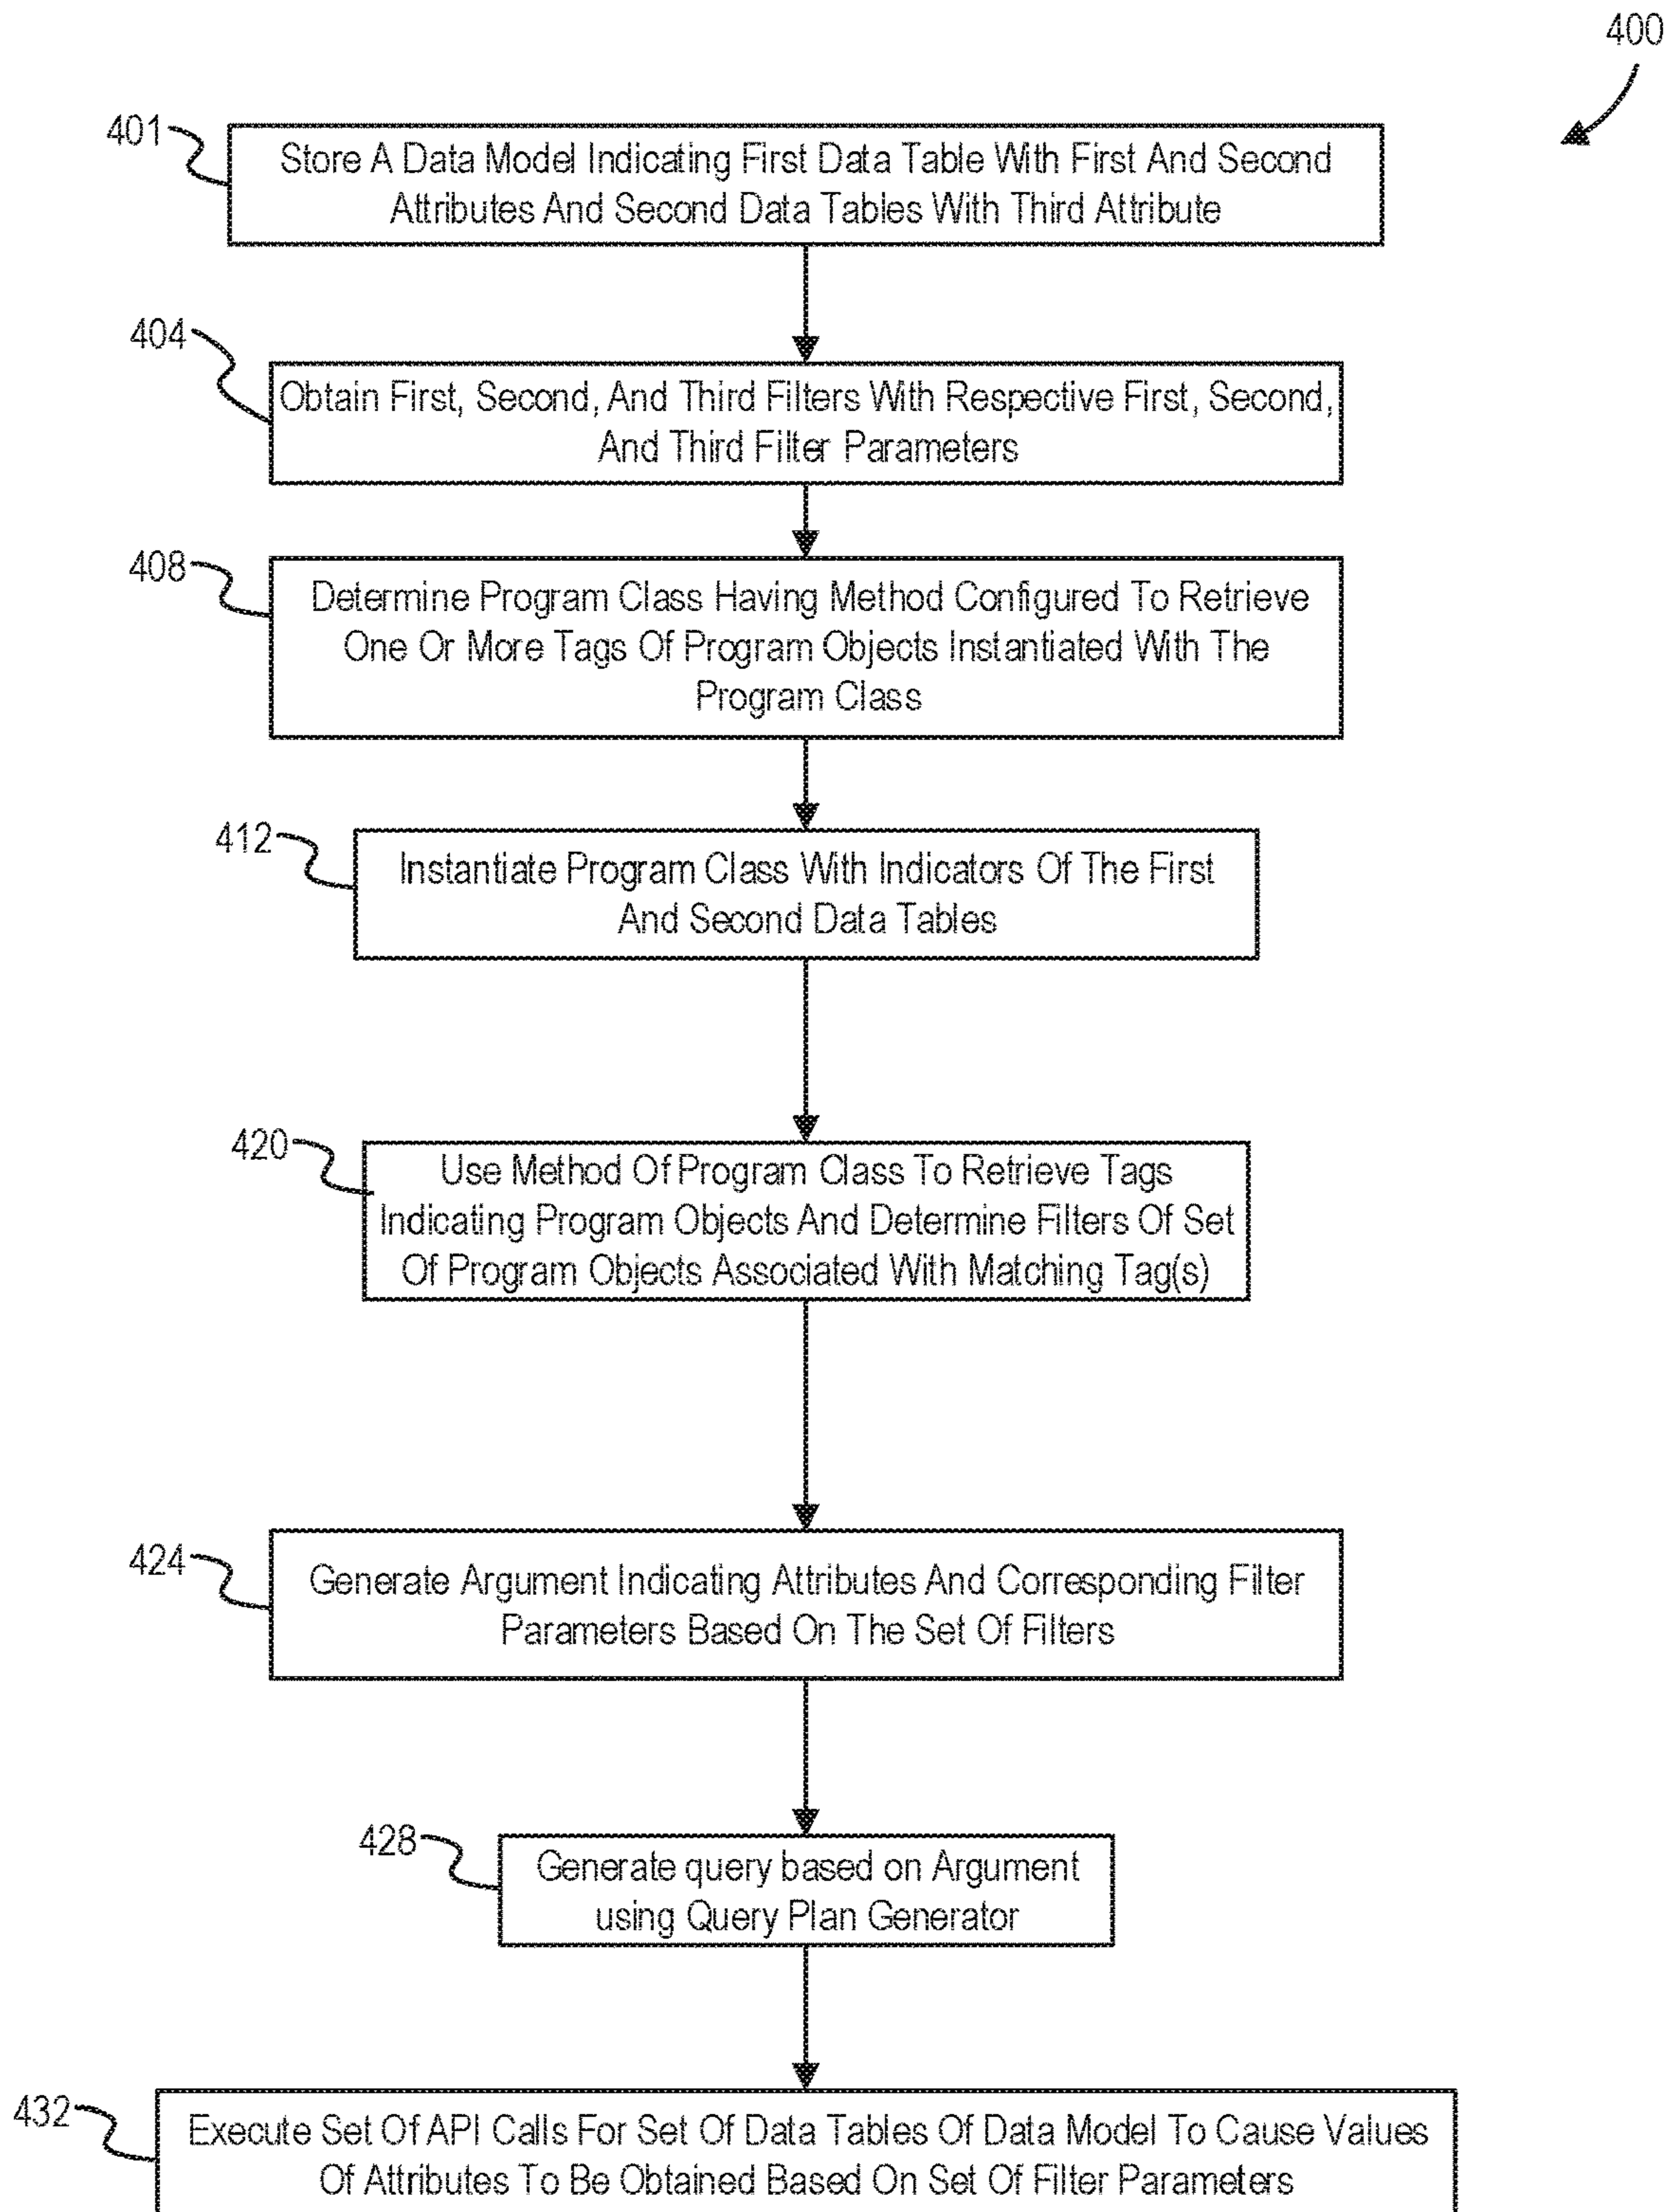 400
401
Store A Data Model Indicating First Data Table With First And Second
Attributes And Second Data Tables With Third Attribute
404
Obtain First, Second, And Third Filters With Respective First, Second,
And Third Filter Parameters
408
Determine Program Class Having Method Configured To Retrieve
One Or More Tags Of Program Objects Instantiated With The
Program Class
412
Instantiate Program Class With Indicators Of The First
And Second Data Tables
420
Use Method Of Program Class To Retrieve Tags
Indicating Program Objects And Determine Filters Of Set
Of Program Objects Associated With Matching Tag(s)
424
Generate Argument Indicating Attributes And Corresponding Filter
Parameters Based On The Set Of Filters
428
Generate query based on Argument
using Query Plan Generator
432
Execute Set Of API Calls For Set Of Data Tables Of Data Model To Cause Values
Of Attributes To Be Obtained Based On Set Of Filter Parameters